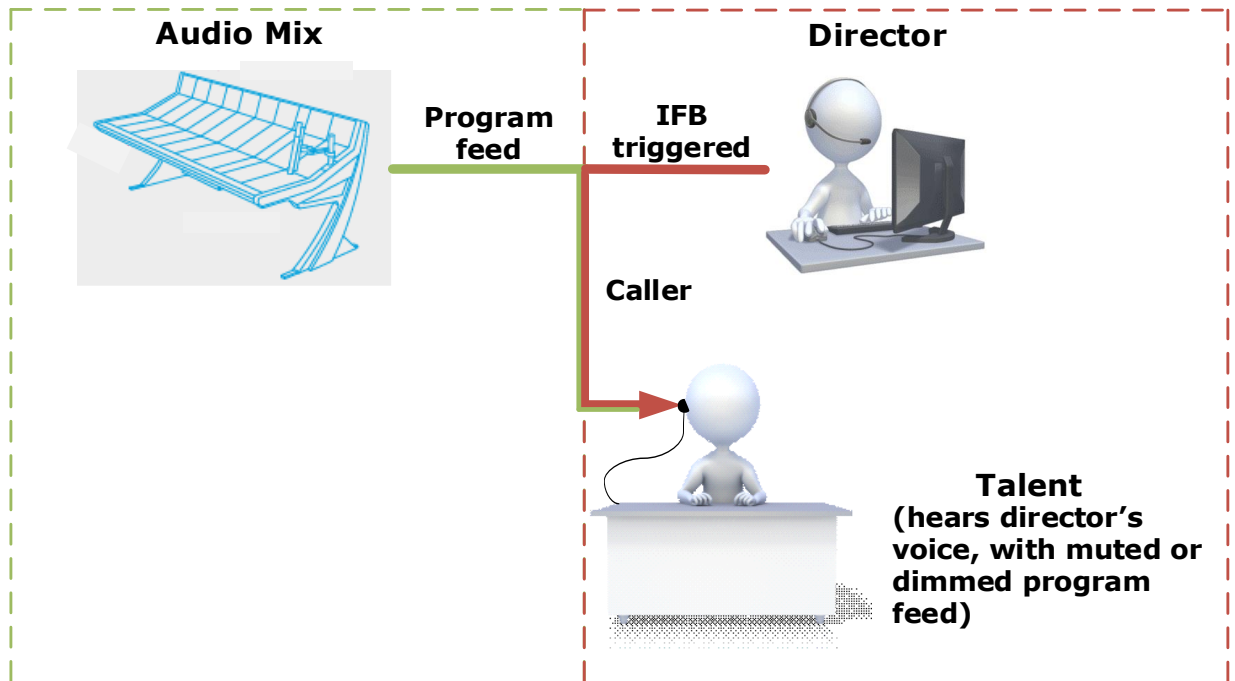 Audio Mix
Director
Program
feed
IFB
triggered
Caller
Talent
(hears director’s
voice, with muted or
dimmed program
feed)